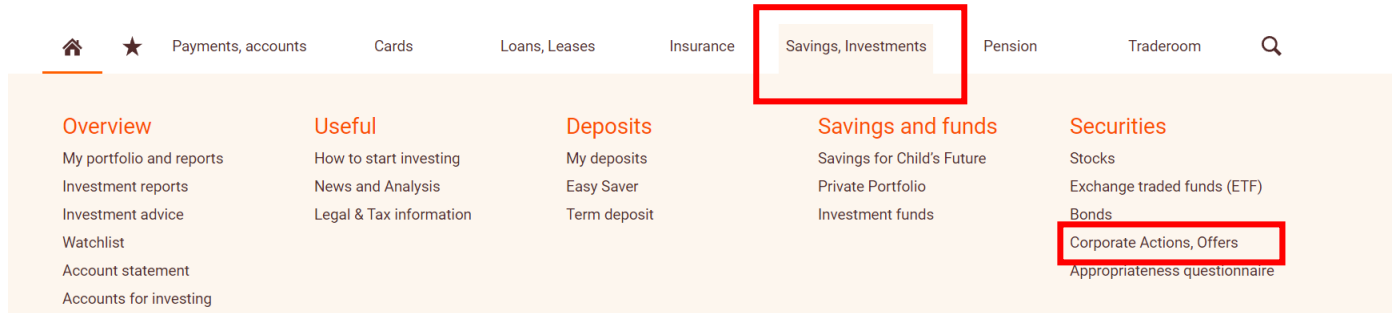 Payments, accounts Cards Loans, Leases Insurance Savings, Investments Pension Traderoom
Overview
My portfolio and reports
Investment reports
Investment advice
Watchlist
Account statement
Accounts for investing
Useful
How to start investing
News and Analysis
Legal & Tax information
Deposits
My deposits
Easy Saver
Term deposit
Savings and funds
Savings for Child's Future
Private Portfolio
Investment funds
Securities
Stocks
Exchange traded funds (ETF)
Bonds
Corporate Actions, Offers
Appropriateness questionnaire